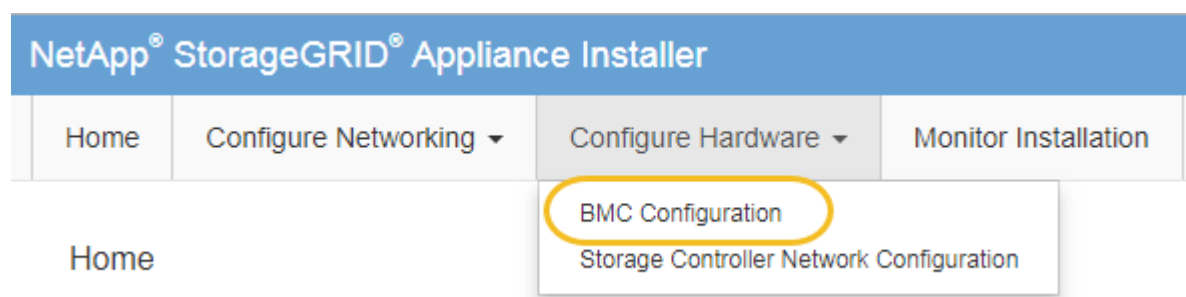 NetApp® StorageGRID® Appliance Installer
Home Configure Networking Configure Hardware Monitor Installation
BMC Configuration
Home
Storage Controller Network Configuration